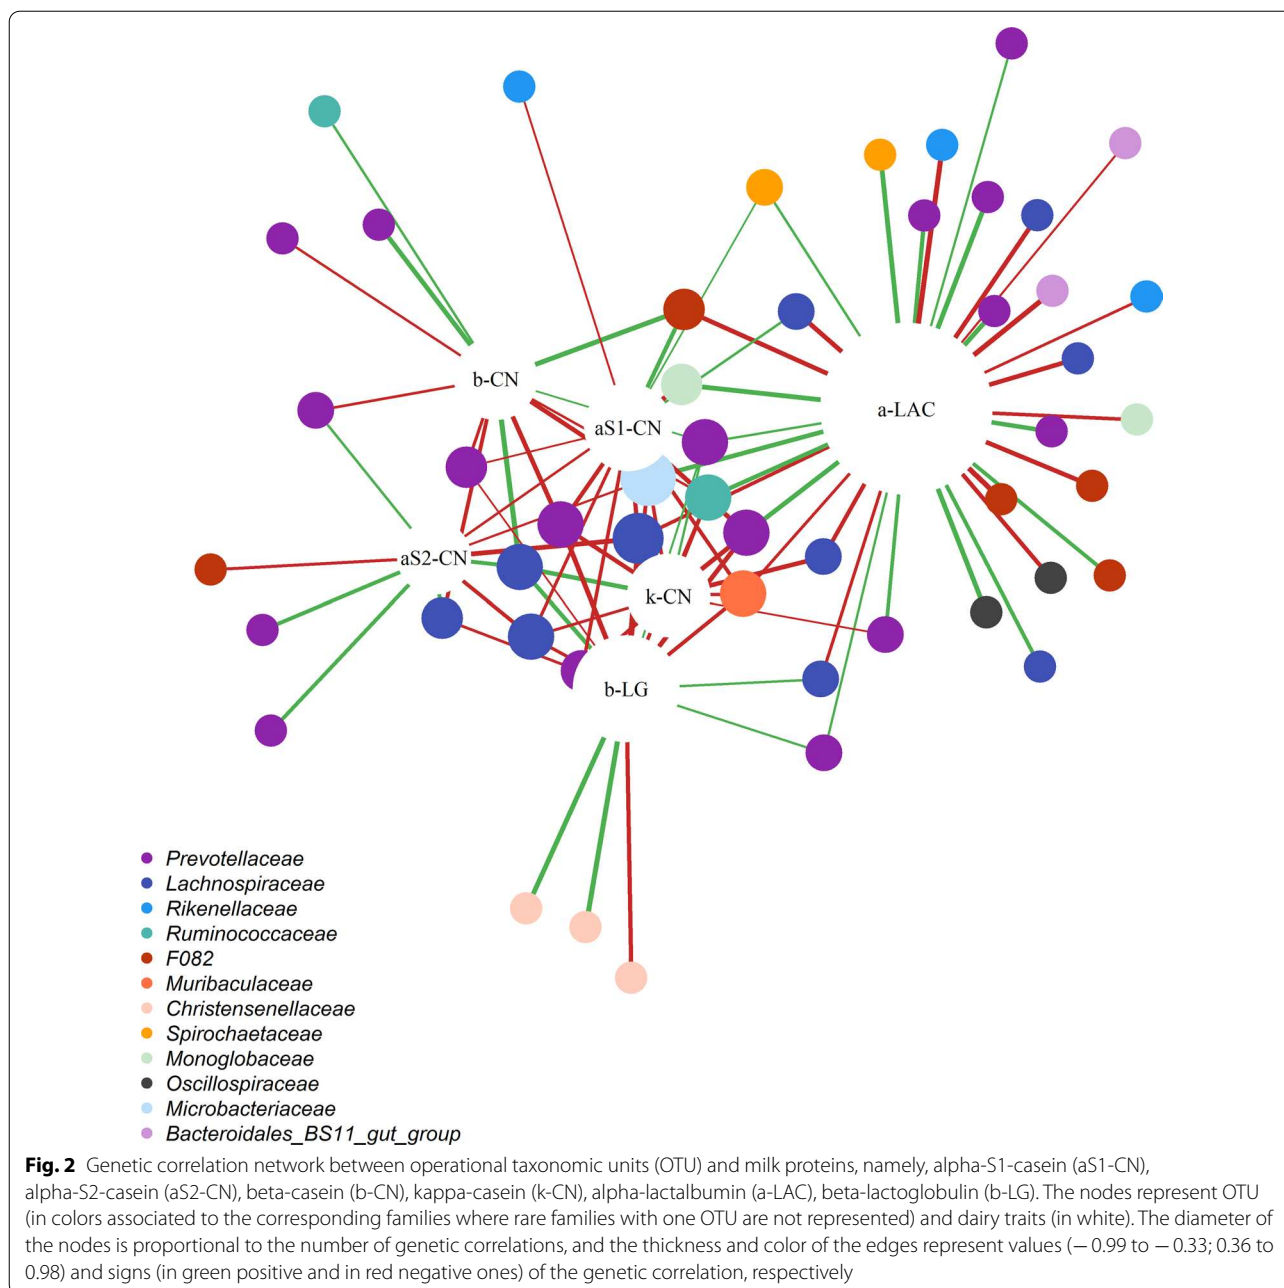 b-CN
a-LAC
aS1-CN
aS2-CN
k-CN
b-LG
Prevotellaceae
Lachnospiraceae
Rikenellaceae
Ruminococcaceae
F082
Muribaculaceae
Christensenellaceae
Spirochaetaceae
Monoglobaceae
Oscillospiraceae
Microbacteriaceae
Bacteroidales_BS11_gut_group
Fig. 2 Genetic correlation network between operational taxonomic units (OTU) and milk proteins, namely, alpha-S1-casein (aS1-CN),
alpha-S2-casein (aS2-CN), beta-casein (b-CN), kappa-casein (k-CN), alpha-lactalbumin (a-LAC), beta-lactoglobulin (b-LG). The nodes represent OTU
(in colors associated to the corresponding families where rare families with one OTU are not represented) and dairy traits (in white). The diameter of
the nodes is proportional to the number of genetic correlations, and the thickness and color of the edges represent values (− 0.99 to − 0.33; 0.36 to
0.98) and signs (in green positive and in red negative ones) of the genetic correlation, respectively